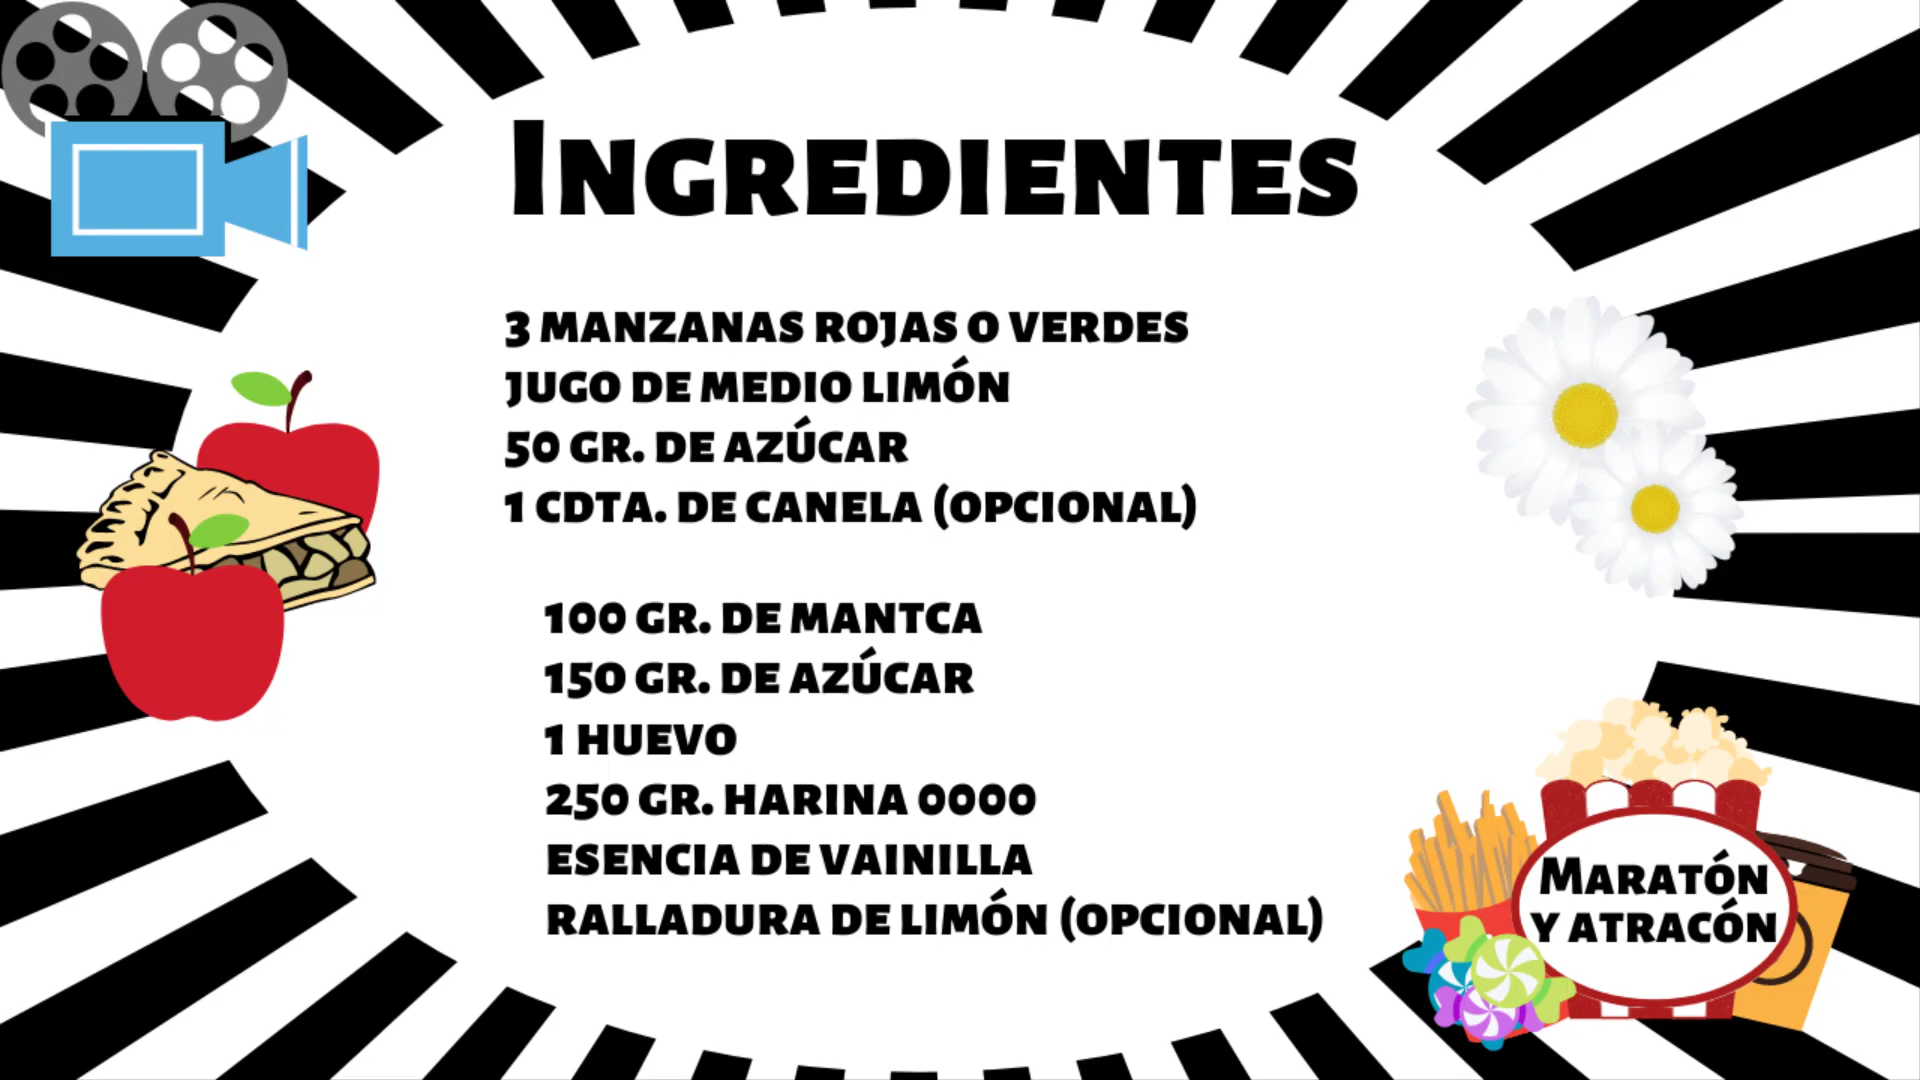 INGREDIENTES
3 MANZANAS ROJAS O VERDES
JUGO DE MEDIO LIMÓN
50 GR. DE AZÚCAR
1 CDTA. DE CANELA (OPCIONAL)
100 GR. DE MANTCA
150 GR. DE AZÚCAR
1 HUEVO
250 GR. HARINA 0000
ESENCIA DE VAINILLA
RALLADURA DE LIMÓN (OPCIONAL)
MARATÓN
Y ATRACÓN